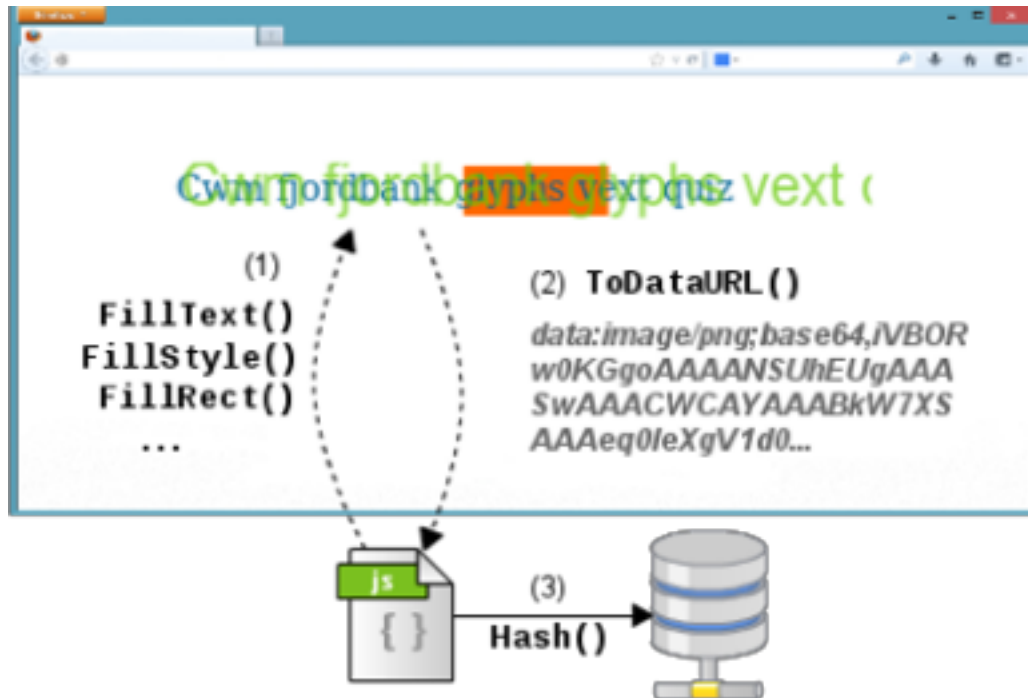 Cwm fjordbank glyphs vext quiz
Cwm fjordbank glyphs vext q
(1)
FillText()
FillStyle()
FillRect()
...
(2) ToDataURL()
data:image/png;base64,iVBOR
w0KGgoAAAANSUhEUgAAA
SwAAACWCAYAAABkW7XS
AAAeq0leXgV1d0...
js
{ }
(3)
Hash()